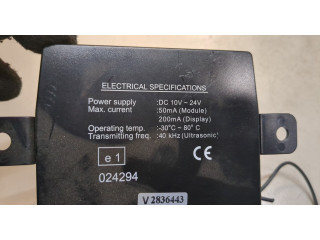 ELECTRICAL SPECIFICATIONS
Power supply :DC 10V ~ 24V
Max. current :50mA (Module)
200mA (Display)
Operating temp. :-30°C ~ 80° C
Transmitting freq. :40 kHz (Ultrasonic)
e 1
CE
024294
V 2836443